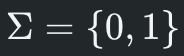 Σ = {0, 1}